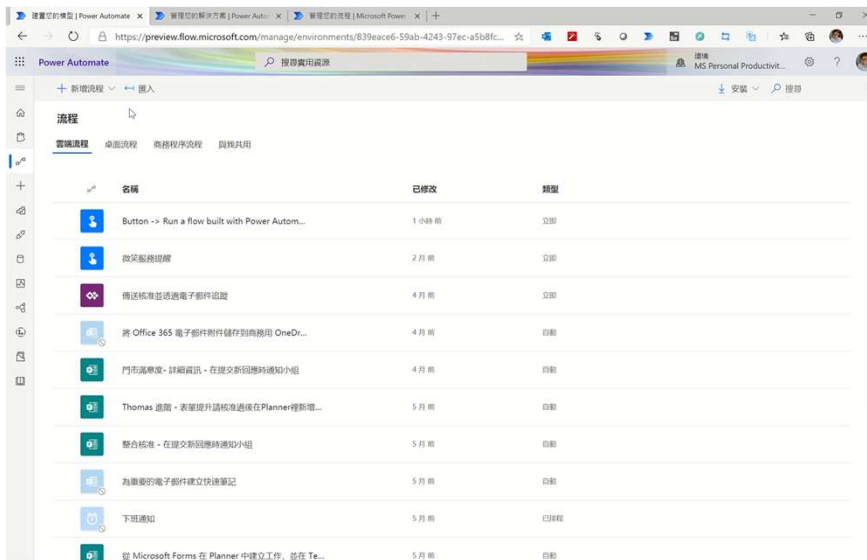 建置您的模型 | Power Automate
管理您的解決方案 | Power Autor
管理您的流程 | Microsoft Power
https://preview.flow.microsoft.com/manage/environments/839eace6-59ab-4243-97ec-a5b8fc...
Power Automate
搜尋實用資源
環境
MS Personal Productivit...
新增流程
匯入
安裝
搜尋
流程
雲端流程 桌面流程 商務程序流程 與我共用
名稱 已修改 類型
Button -> Run a flow built with Power Autom... 1 小時 前 立即
微笑服務提醒 2 月 前 立即
傳送核准並透過電子郵件追蹤 4 月 前 立即
將 Office 365 電子郵件附件儲存到商務用 OneDr... 4 月 前 自動
門市滿意度- 詳細資訊 - 在提交新回應時通知小組 4 月 前 自動
Thomas 進階 - 表單提升請核准過後在Planner裡新增... 5 月 前 自動
整合核准 - 在提交新回應時通知小組 5 月 前 自動
為重要的電子郵件建立快速筆記 5 月 前 自動
下班通知 5 月 前 已排程
從 Microsoft Forms 在 Planner 中建立工作，並在 Te... 5 月 前 自動